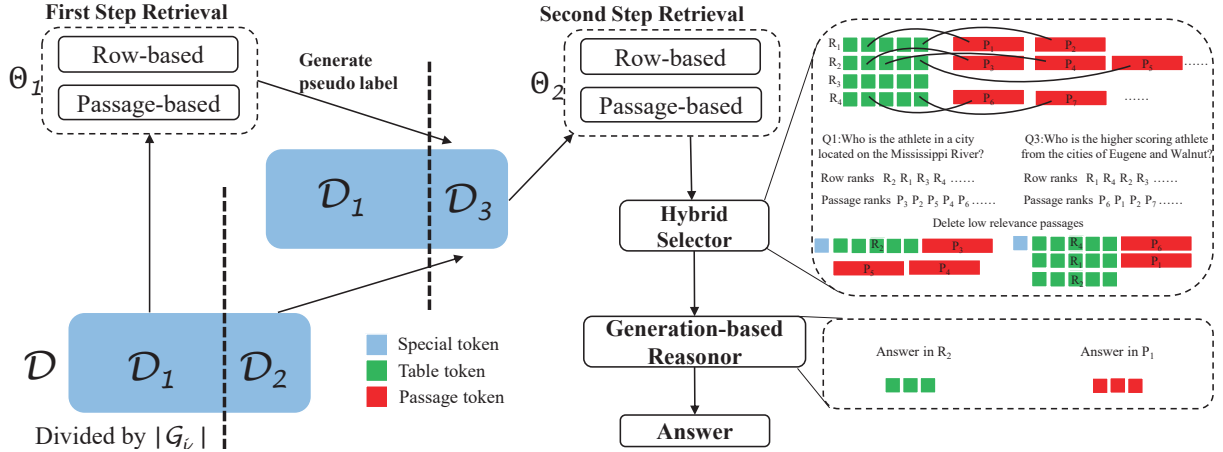 First Step Retrieval
Row-based
Passage-based
Θ1
Generate
pseudo label
D1
D3
D
D1
D2
Divided by |Gi|
Special token
Table token
Passage token
Second Step Retrieval
Row-based
Passage-based
Θ2
Hybrid
Selector
Generation-based
Reasonor
Answer
R1 P1 P2
R2 P3 P4 P5 ......
R3
R4 P6 P7 ......
Q1:Who is the athlete in a city
located on the Mississippi River?
Row ranks R2 R1 R3 R4 ......
Passage ranks P3 P2 P5 P4 P6 ......
Q3:Who is the higher scoring athlete
from the cities of Eugene and Walnut?
Row ranks R1 R4 R2 R3 ......
Passage ranks P6 P1 P2 P7 ......
Delete low relevance passages
R2 P3
P5 P4
R4 P6
R1 P1
R2
Answer in R2
Answer in P1